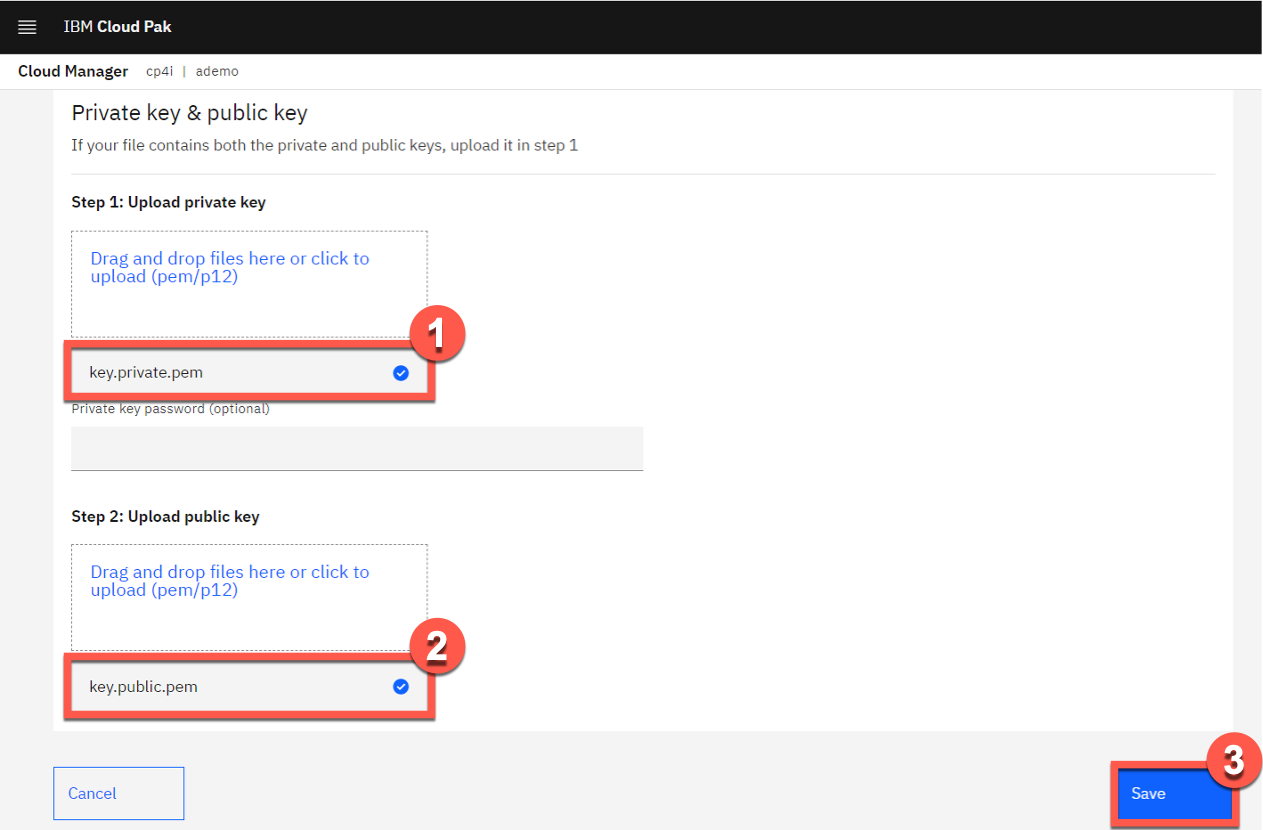 IBM Cloud Pak
Cloud Manager cp4i | ademo
Private key & public key
If your file contains both the private and public keys, upload it in step 1
Step 1: Upload private key
Drag and drop files here or click to
upload (pem/p12)
1
key.private.pem
Private key password (optional)
Step 2: Upload public key
Drag and drop files here or click to
upload (pem/p12)
2
key.public.pem
3
Cancel Save